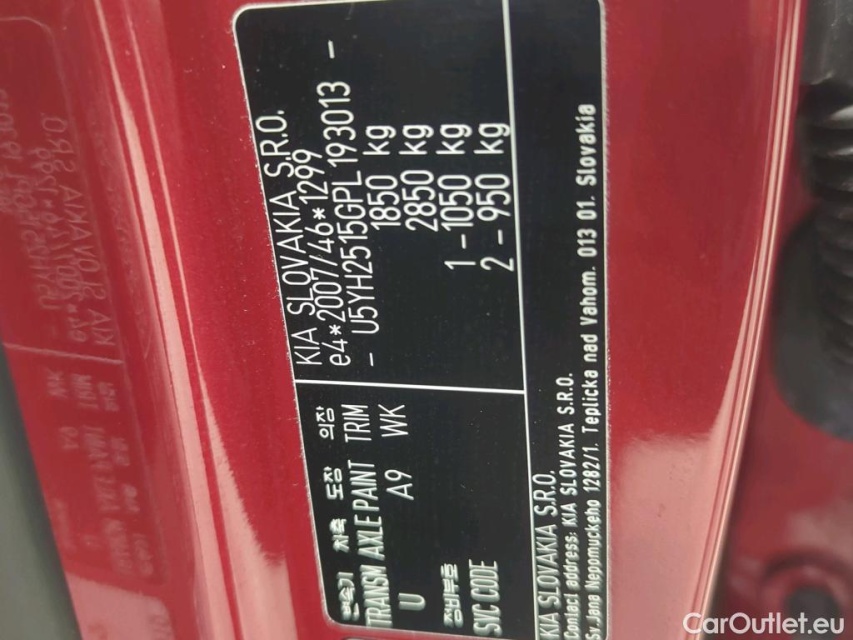 KIA SLOVAKIA S.R.O.
e4*2007/46*1299
- U5YH2515GPL193013 -
1850 kg
2850 kg
1 - 1050 kg
2 - 950 kg
변속기 차축 도장 의장
TRANSM AXLE PAINT TRIM
U A9 WK
정비부호
SVC CODE
KIA SLOVAKIA S.R.O.
Contact address: KIA SLOVAKIA S.R.O.
Sv. Jana Nepomuckeho 1282/1. Teplicka nad Vahom. 013 01. Slovakia
CarOutlet.eu